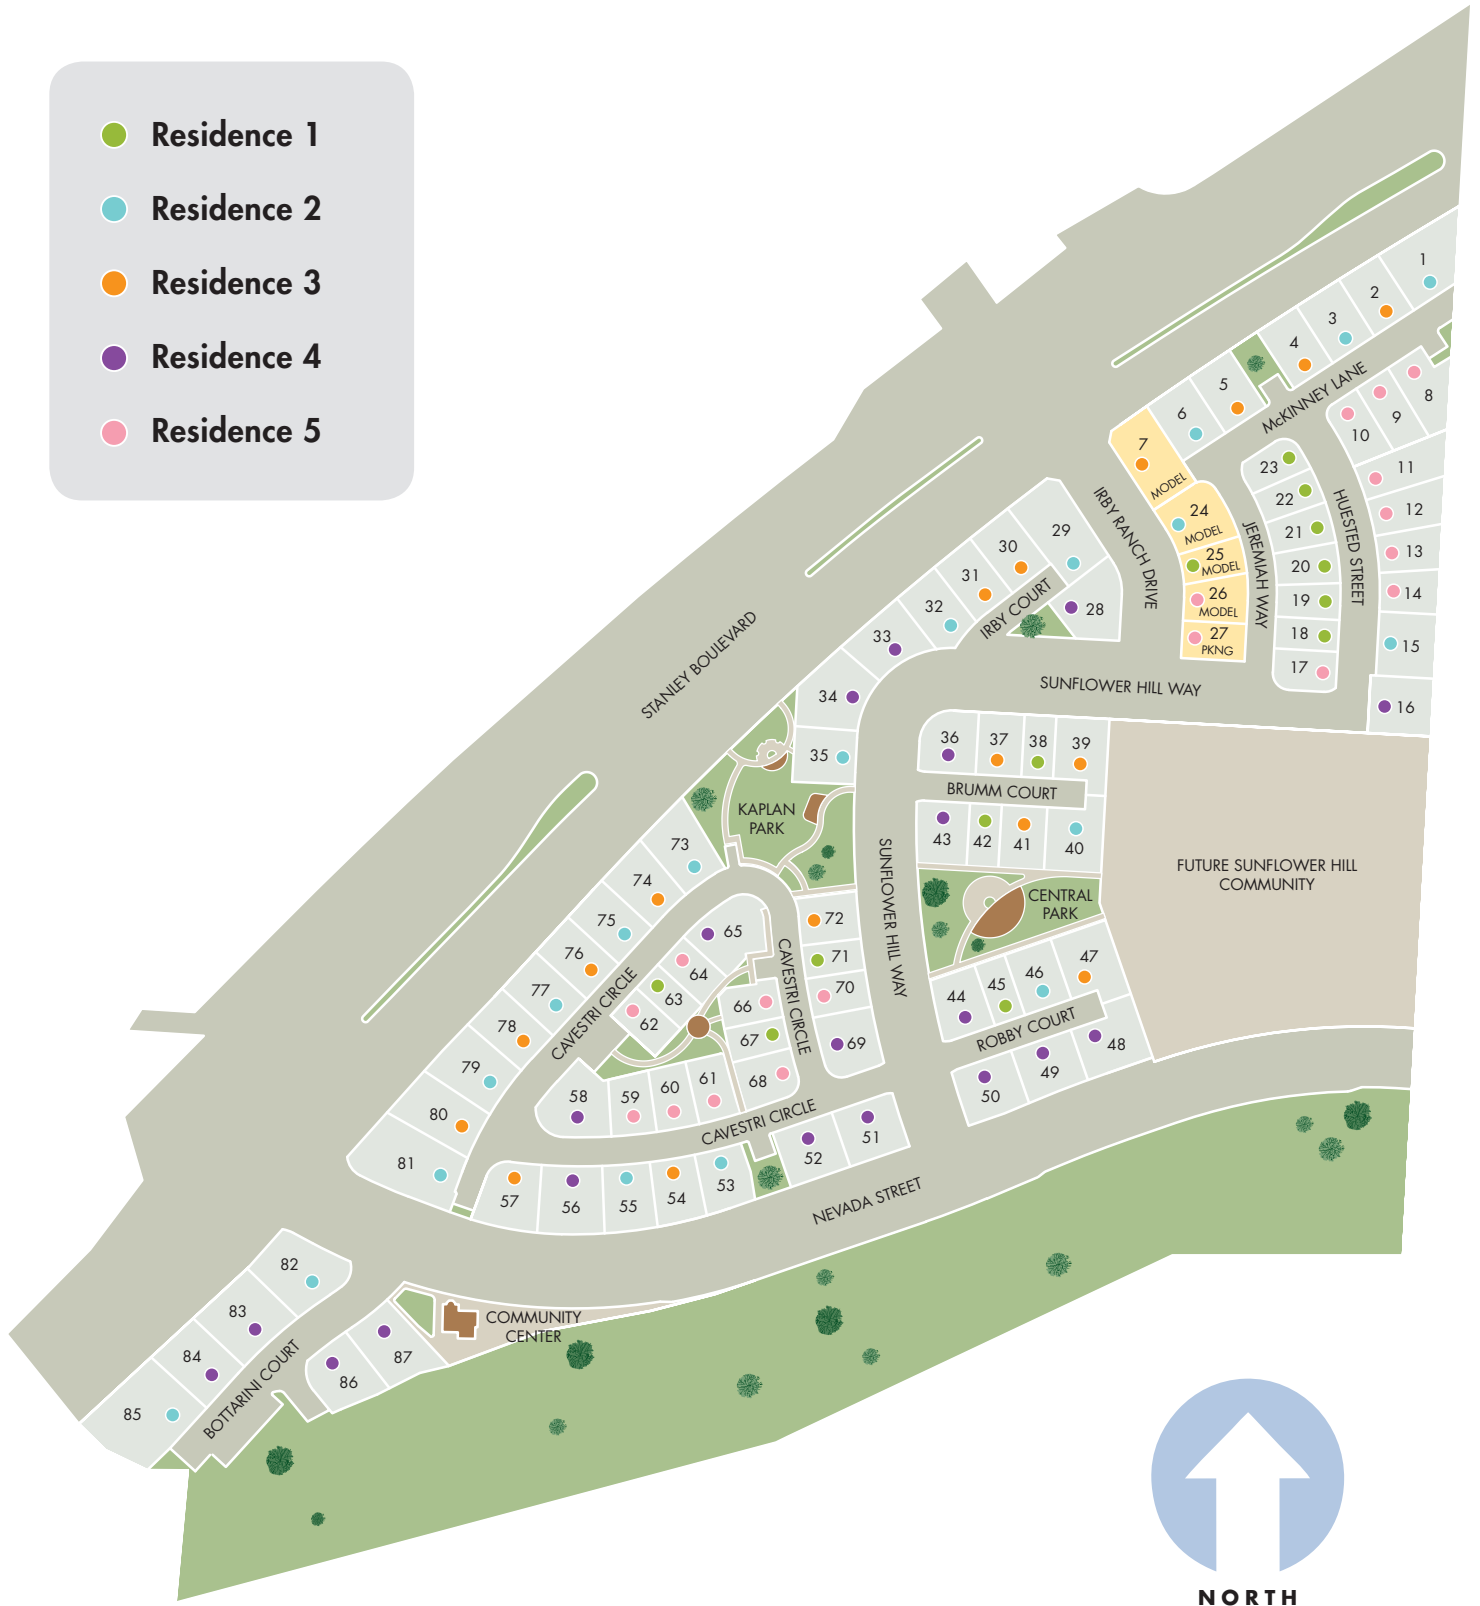 Residence 1
Residence 2
Residence 3
Residence 4
Residence 5
1
2
3
4
5
6
7
MODEL
McKINNEY LANE
8
9
10
11
12
13
14
15
16
HUESTED STREET
23
22
21
20
19
18
17
JEREMIAH WAY
24
MODEL
25
MODEL
26
MODEL
27
PKNG
IRBY RANCH DRIVE
29
30
31
32
33
34
35
28
IRBY COURT
STANLEY BOULEVARD
SUNFLOWER HILL WAY
36
37
38
39
BRUMM COURT
43
42
41
40
KAPLAN
PARK
SUNFLOWER HILL WAY
CENTRAL
PARK
FUTURE SUNFLOWER HILL
COMMUNITY
44
45
46
47
ROBBY COURT
48
49
50
73
74
75
76
77
78
79
80
81
CAVESTRI CIRCLE
65
64
63
62
66
67
68
CAVESTRI CIRCLE
72
71
70
69
58
59
60
61
CAVESTRI CIRCLE
57
56
55
54
53
52
51
NEVADA STREET
82
83
84
85
BOTTARINI COURT
86
87
COMMUNITY
CENTER
NORTH